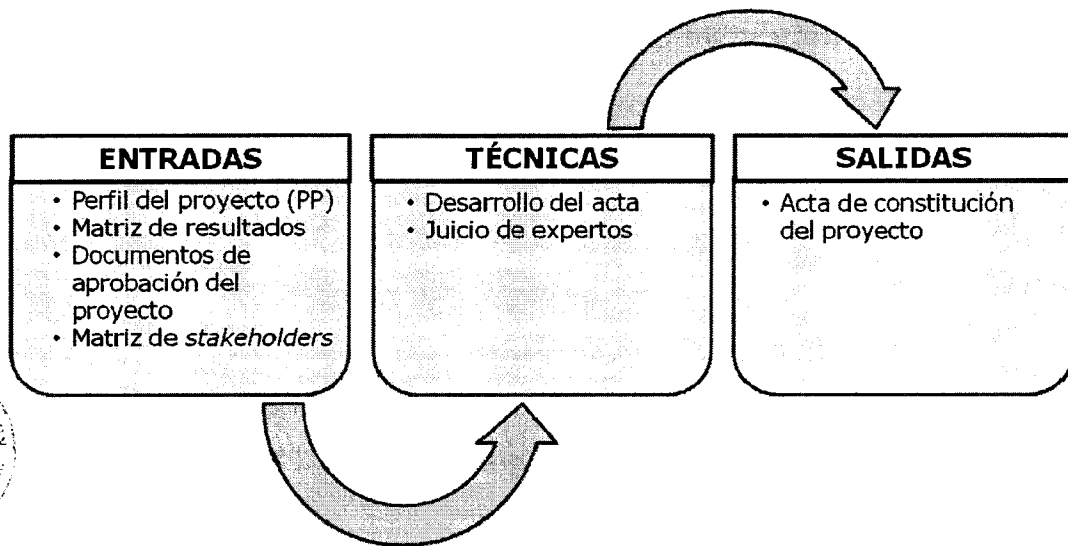 ENTRADAS
• Perfil del proyecto (PP)
• Matriz de resultados
• Documentos de
aprobación del
proyecto
• Matriz de stakeholders
TÉCNICAS
• Desarrollo del acta
• Juicio de expertos
SALIDAS
• Acta de constitución
del proyecto